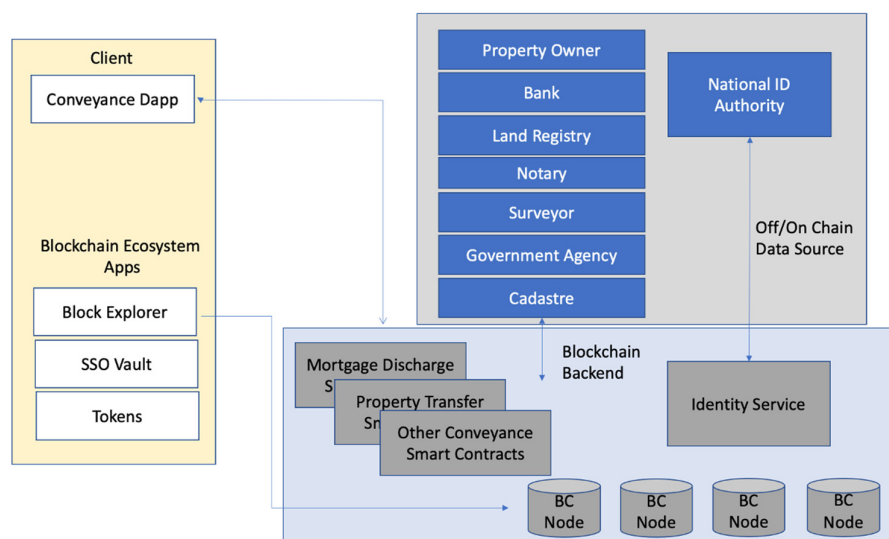 Client
Conveyance Dapp
Blockchain Ecosystem
Apps
Block Explorer
SSO Vault
Tokens
Property Owner
Bank
Land Registry
Notary
Surveyor
Government Agency
Cadastre
National ID
Authority
Off/On Chain
Data Source
Blockchain
Backend
Mortgage Discharge
Property Transfer
Other Conveyance
Smart Contracts
Identity Service
BC
Node
BC
Node
BC
Node
BC
Node